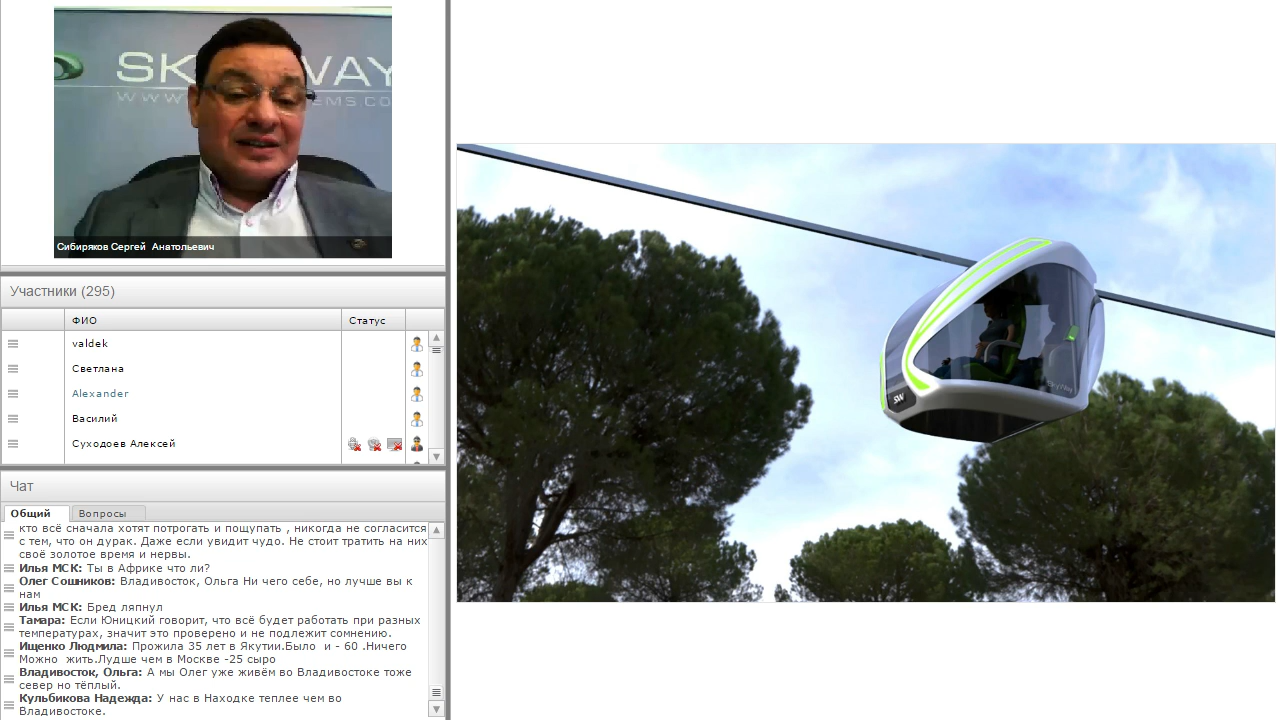 SK WAY
WWW EMS.CO
Сибиряков Сергей Анатольевич
Участники (295)
ФИО Статус
valdek
Светлана
Alexander
Василий
Суходоев Алексей
Чат
Общий Вопросы
кто всё сначала хотят потрогать и пощупать , никогда не согласится
с тем, что он дурак. Даже если увидит чудо. Не стоит тратить на них
своё золотое время и нервы.
Илья МСК: Ты в Африке что ли?
Олег Сошников: Владивосток, Ольга Ни чего себе, но лучше вы к
нам
Илья МСК: Бред ляпнул
Тамара: Если Юницкий говорит, что всё будет работать при разных
температурах, значит это проверено и не подлежит сомнению.
Ищенко Людмила: Прожила 35 лет в Якутии.Было и - 60 .Ничего
Можно жить.Лудше чем в Москве -25 сыро
Владивосток, Ольга: А мы Олег уже живём во Владивостоке тоже
север но тёплый.
Кульбикова Надежда: У нас в Находке теплее чем во
Владивостоке.
SW
SkyWay